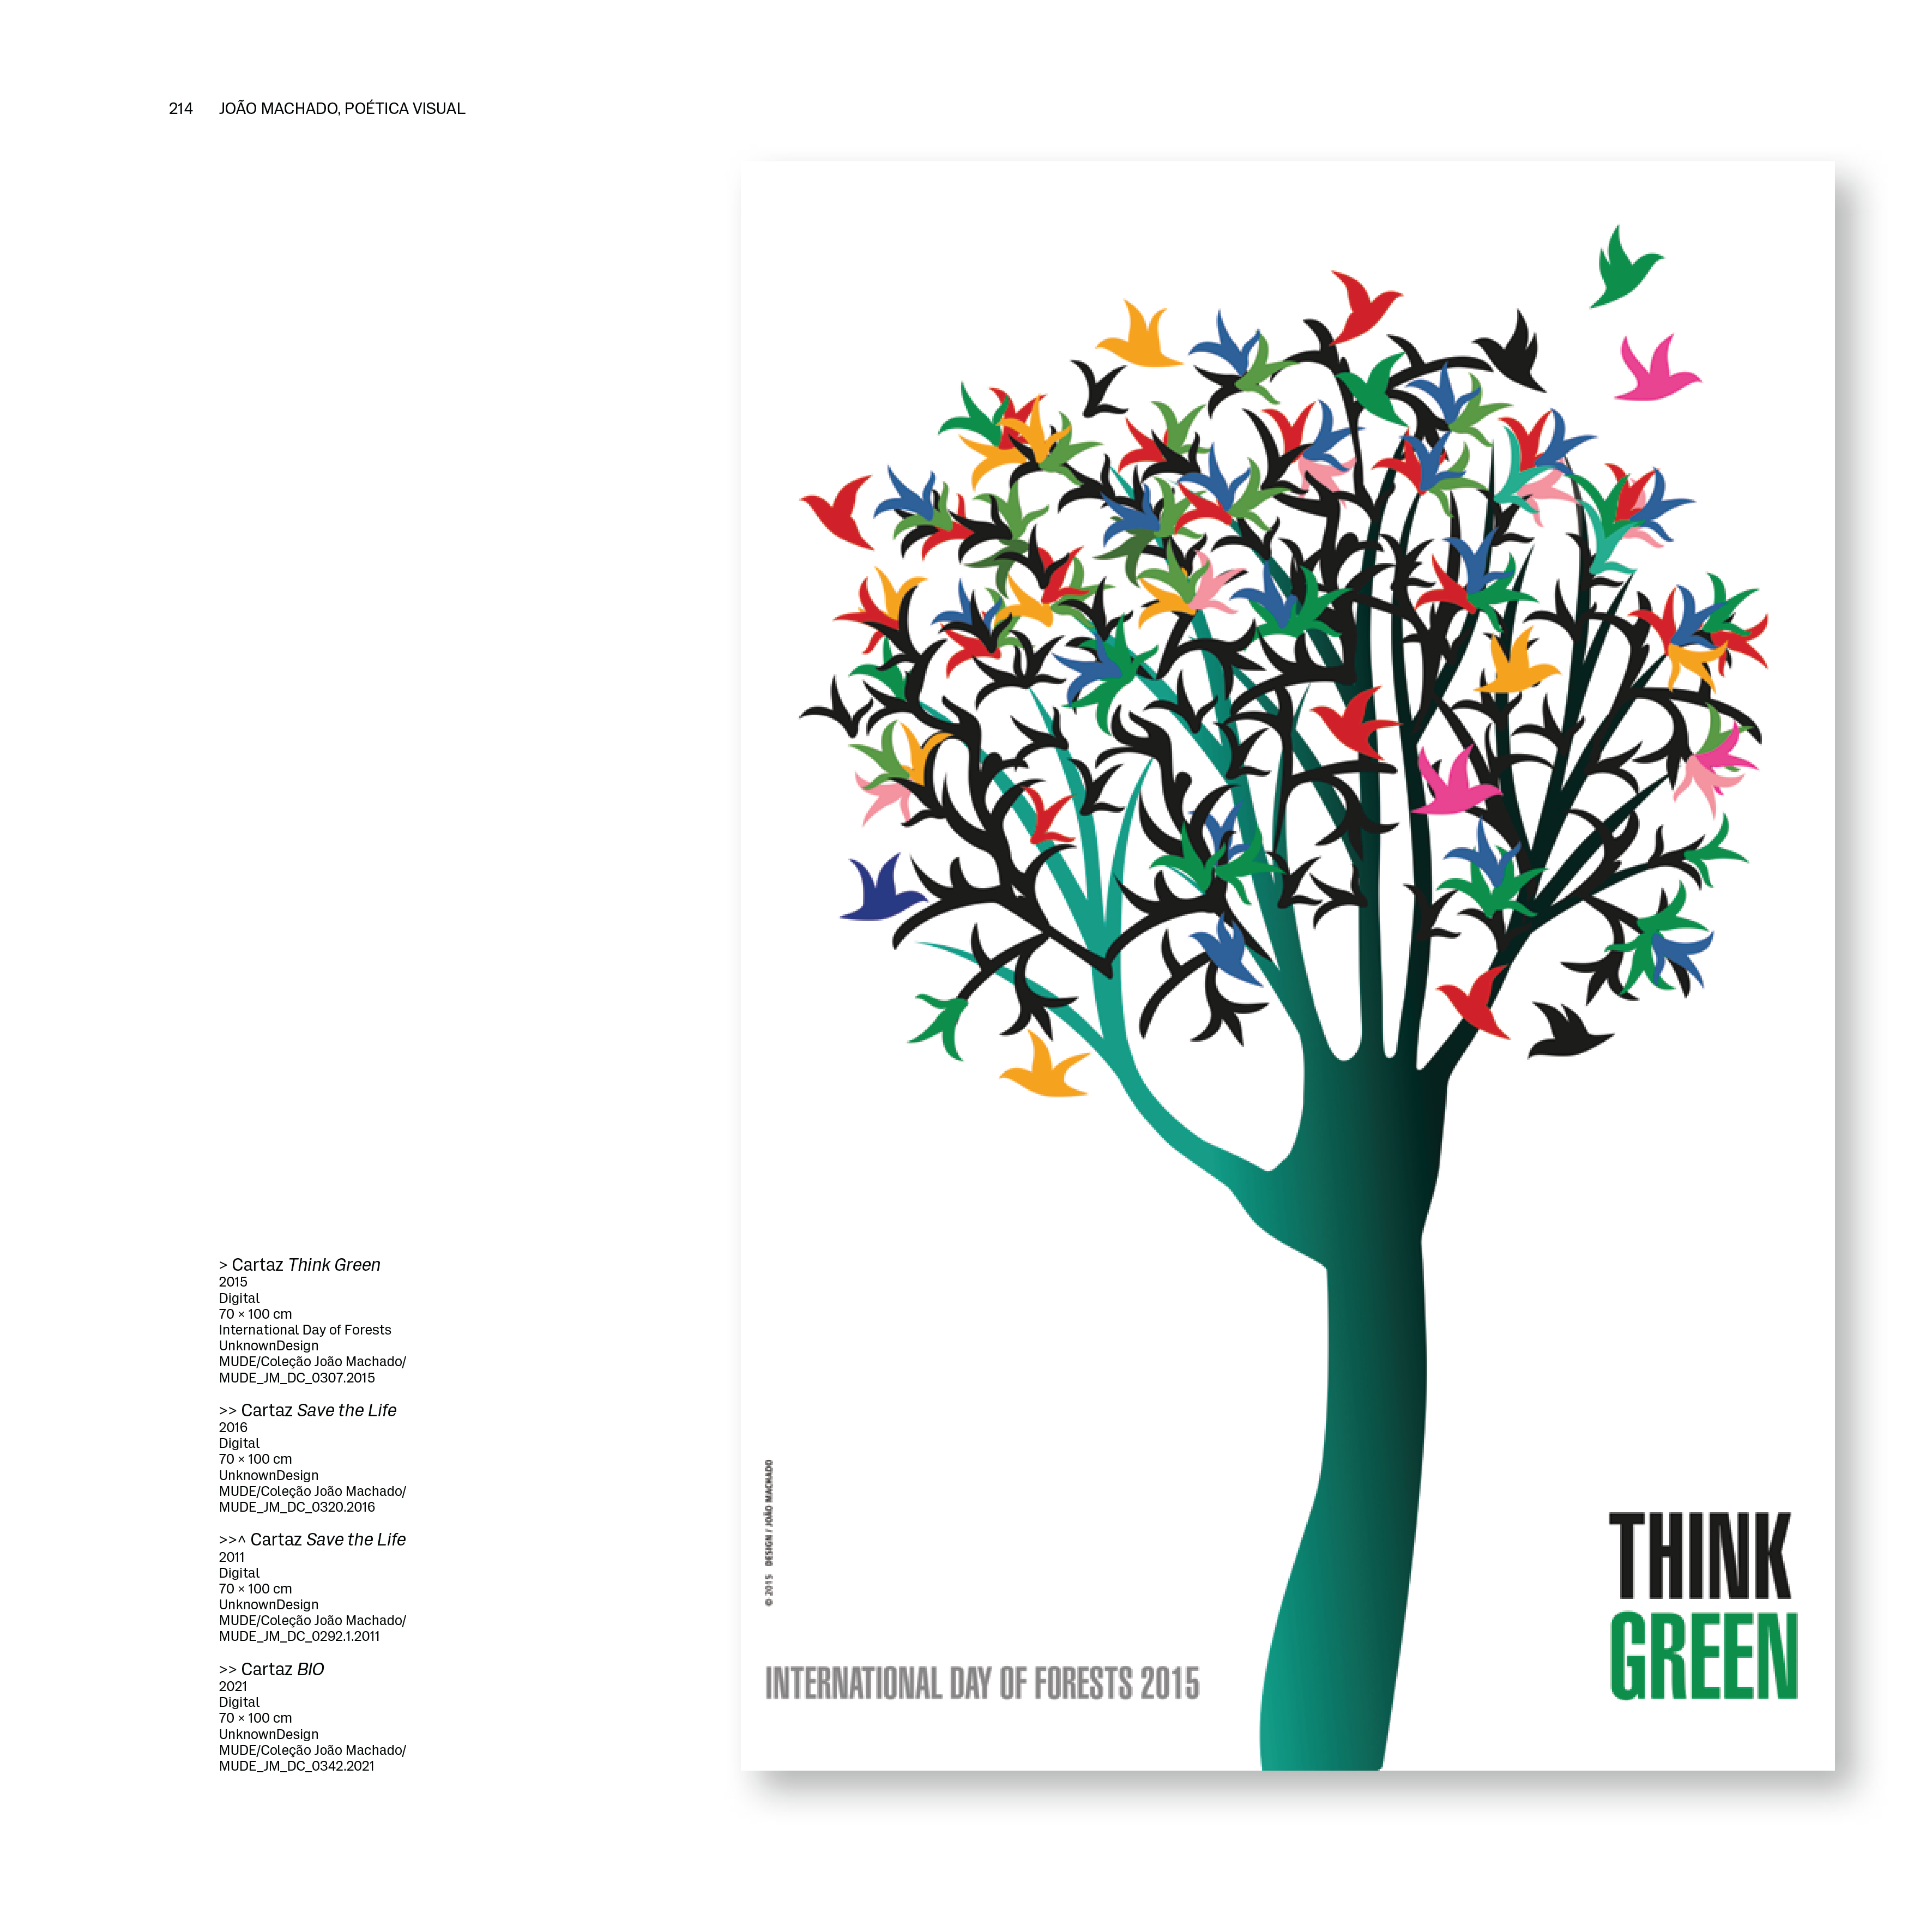 214 JOÃO MACHADO, POÉTICA VISUAL
> Cartaz Think Green
2015
Digital
70 × 100 cm
International Day of Forests
UnknownDesign
MUDE/Coleção João Machado/
MUDE_JM_DC_0307.2015
>> Cartaz Save the Life
2016
Digital
70 × 100 cm
UnknownDesign
MUDE/Coleção João Machado/
MUDE_JM_DC_0320.2016
>>^ Cartaz Save the Life
2011
Digital
70 × 100 cm
UnknownDesign
MUDE/Coleção João Machado/
MUDE_JM_DC_0292.1.2011
>> Cartaz BIO
2021
Digital
70 × 100 cm
UnknownDesign
MUDE/Coleção João Machado/
MUDE_JM_DC_0342.2021
© 2015 DESIGN / JOÃO MACHADO
INTERNATIONAL DAY OF FORESTS 2015
THINK
GREEN